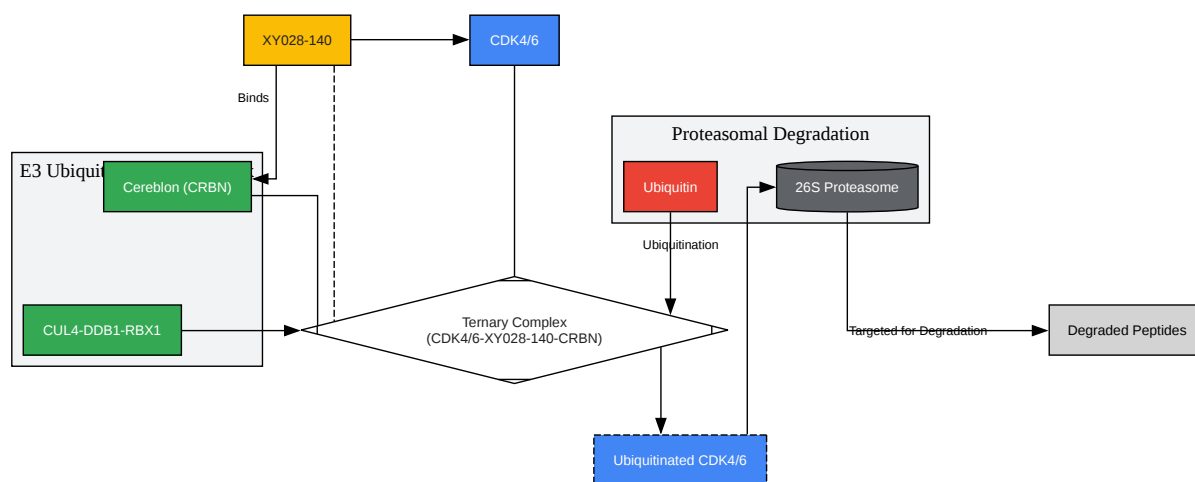 XY028-140
CDK4/6
Binds
Proteasomal Degradation
E3 Ubiqui
Cereblon (CRBN)
Ubiquitin
26S Proteasome
Ubiquitination
CUL4-DDB1-RBX1
Ternary Complex
(CDK4/6-XY028-140-CRBN)
Targeted for Degradation
Degraded Peptides
Ubiquitinated CDK4/6